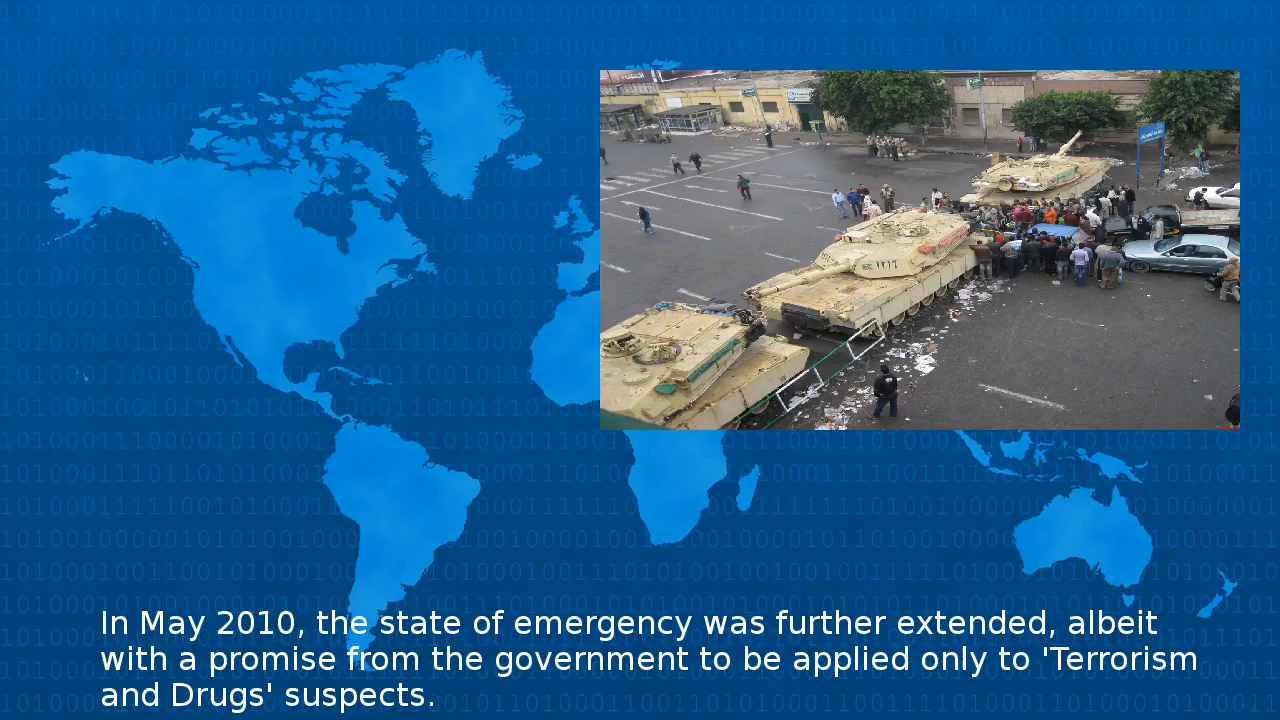 ١٣١٦
In May 2010, the state of emergency was further extended, albeit
with a promise from the government to be applied only to 'Terrorism
and Drugs' suspects.